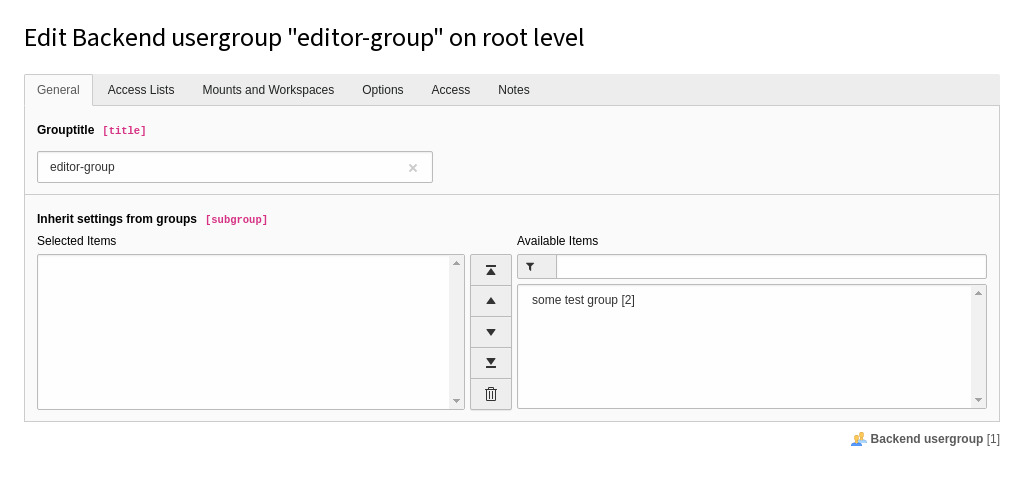 Edit Backend usergroup "editor-group" on root level
General Access Lists Mounts and Workspaces Options Access Notes
Grouptitle [title]
editor-group
Inherit settings from groups [subgroup]
Selected Items Available Items
some test group [2]
Backend usergroup [1]